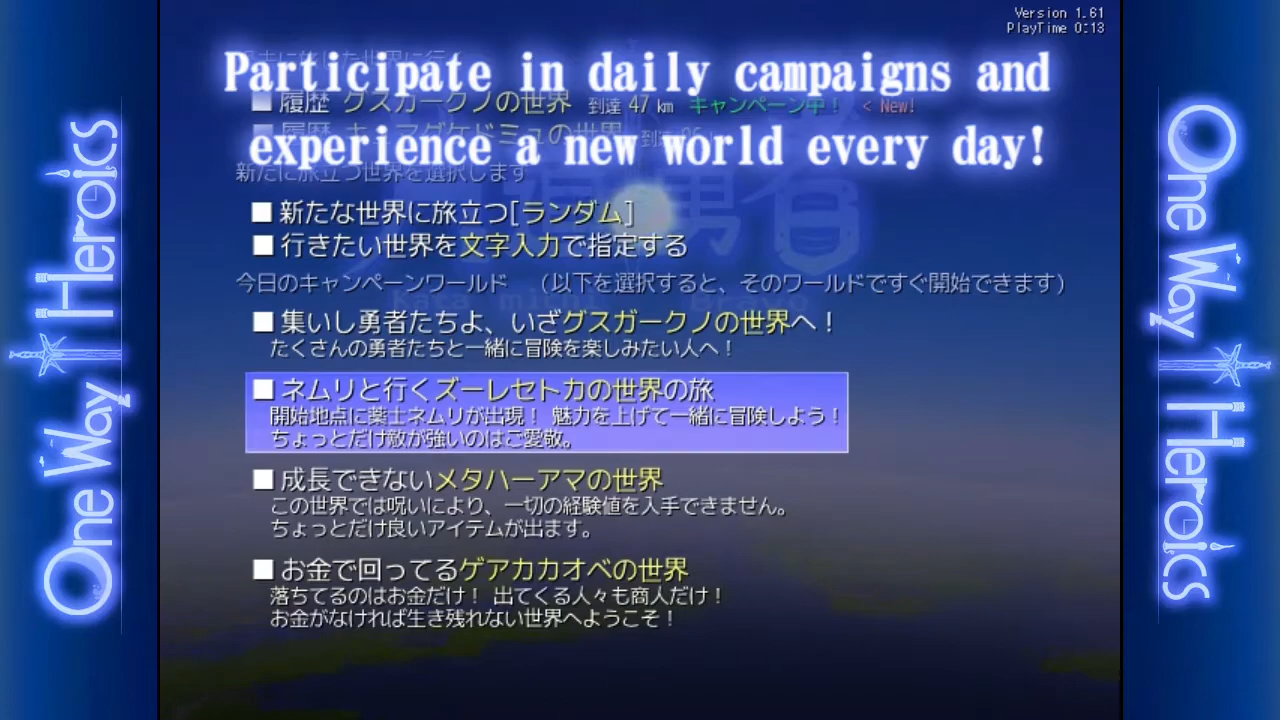 Version 1.61
PlayTime 0:13
Participate in daily campaigns and
experience a new world every day!
履歴 グスガークノの世界 到達 47 km キャンペーン中! < New!
新たに旅立つ世界を選択します
新たな世界に旅立つ[ランダム]
行きたい世界を文字入力で指定する
今日のキャンペーンワールド (以下を選択すると、そのワールドですぐ開始できます)
集いし勇者たちよ、いざグスガークノの世界へ!
たくさんの勇者たちと一緒に冒険を楽しみたい人へ!
ネムリと行くズーレセトカの世界の旅
開始地点に薬士ネムリが出現! 魅力を上げて一緒に冒険しよう!
ちょっとだけ敵が強いのはご愛敬。
成長できないメタハーアマの世界
この世界では呪いにより、一切の経験値を入手できません。
ちょっとだけ良いアイテムが出ます。
お金で回ってるゲアカカオベの世界
落ちてるのはお金だけ! 出てくる人々も商人だけ!
お金がなければ生き残れない世界へようこそ!
One Way Heroics
One Way Heroics